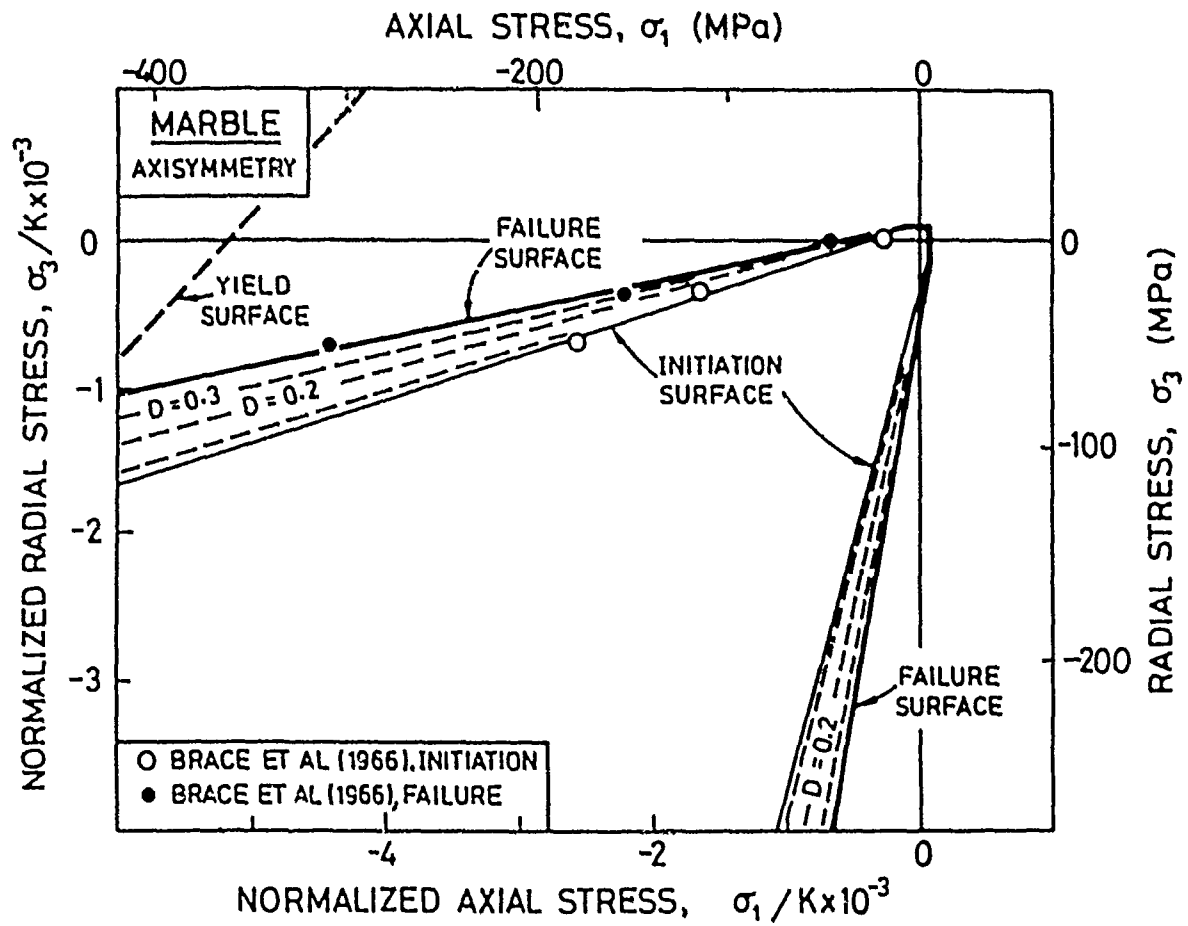 AXIAL STRESS, σ₁ (MPa)
-400 -200 0
MARBLE
AXISYMMETRY
NORMALIZED RADIAL STRESS, σ₃/K×10⁻³
0
-1
-2
-3
YIELD
SURFACE
FAILURE
SURFACE
D=0.3
D=0.2
INITIATION
SURFACE
0
-100
-200
RADIAL STRESS, σ₃ (MPa)
FAILURE
SURFACE
D=0.2
○ BRACE ET AL (1966), INITIATION
● BRACE ET AL (1966), FAILURE
-4 -2 0
NORMALIZED AXIAL STRESS, σ₁/K×10⁻³